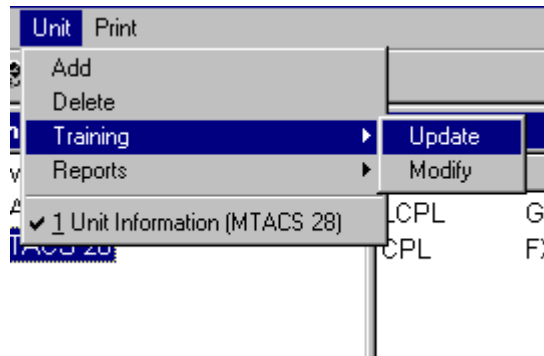 Unit Print
Add
Delete
Training Update
Reports Modify
✔ 1 Unit Information (MTACS 28)
LCPL G
CPL